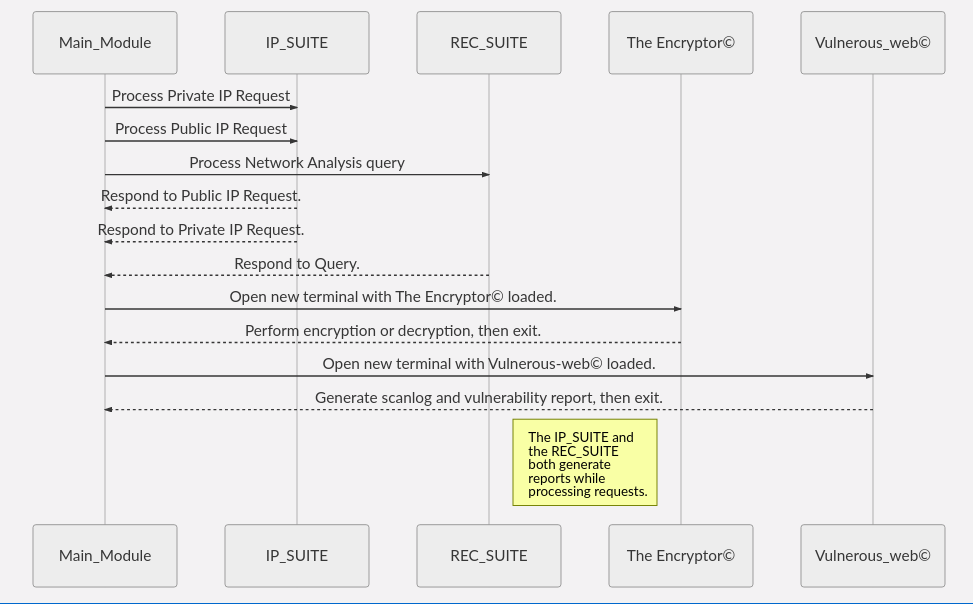 Main_Module
IP_SUITE
REC_SUITE
The Encryptor©
Vulnerous_web©
Process Private IP Request
Process Public IP Request
Process Network Analysis query
Respond to Public IP Request.
Respond to Private IP Request.
Respond to Query.
Open new terminal with The Encryptor© loaded.
Perform encryption or decryption, then exit.
Open new terminal with Vulnerous-web© loaded.
Generate scanlog and vulnerability report, then exit.
The IP_SUITE and
the REC_SUITE
both generate
reports while
processing requests.
Main_Module
IP_SUITE
REC_SUITE
The Encryptor©
Vulnerous_web©